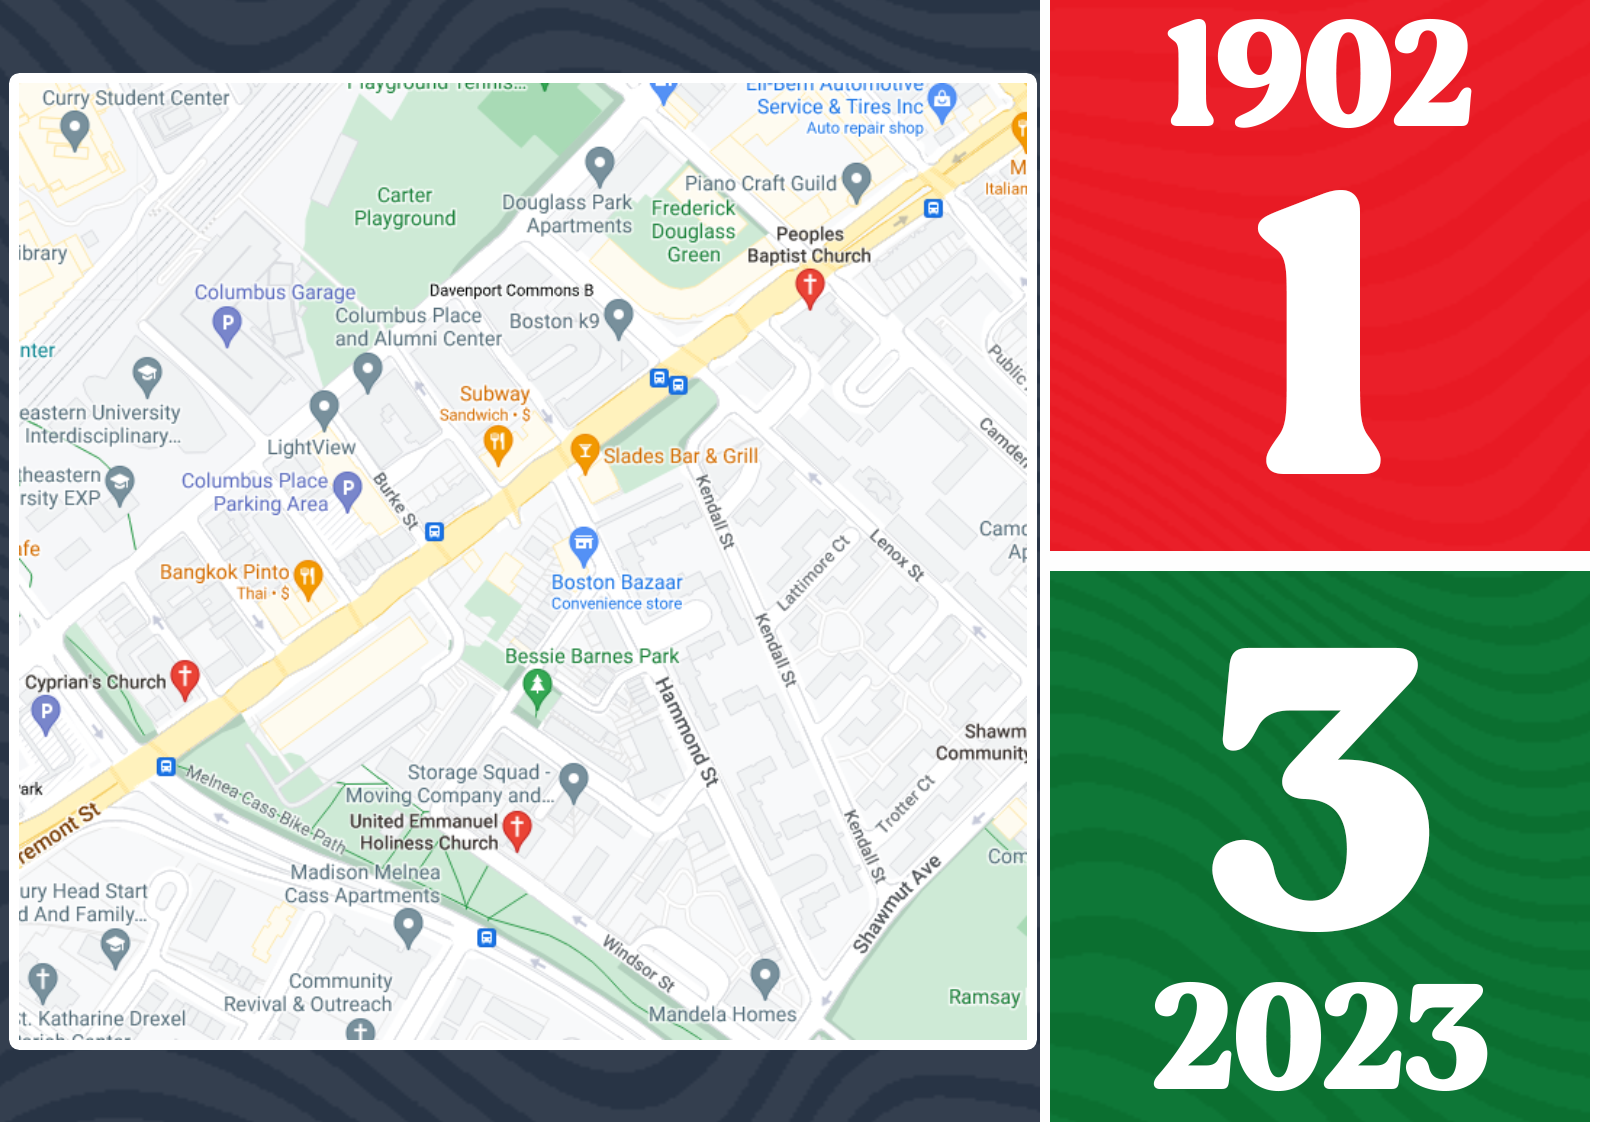 Curry Student Center
Playground Tennis...
Eli-Bern Automotive
Service & Tires Inc
Auto repair shop
M
Italian
Carter
Playground
Douglass Park
Apartments
Piano Craft Guild
Frederick
Douglass
Green
Peoples
Baptist Church
ibrary
Columbus Garage
P
Davenport Commons B
Columbus Place
and Alumni Center
Boston k9
nter
Public
Subway
Sandwich • $
eastern University
Interdisciplinary...
LightView
Slades Bar & Grill
Camden
theastern
rsity EXP
Columbus Place
Parking Area
P
Burke St
Kendall St
Lenox St
Lattimore Ct
Camd
Ap
afe
Bangkok Pinto
Thai • $
Boston Bazaar
Convenience store
Kendall St
Bessie Barnes Park
Cyprian's Church
P
Hammond St
Shawm
Community
Melnea-Cass-Bike-Path
Storage Squad -
Moving Company and...
ark
remont St
United Emmanuel
Holiness Church
Trotter Ct
Kendall St
Com
Madison Melnea
Cass Apartments
Shawmut Ave
ury Head Start
d And Family...
Windsor St
Community
Revival & Outreach
Ramsay
Mandela Homes
t. Katharine Drexel
arish Center
1902
1
3
2023